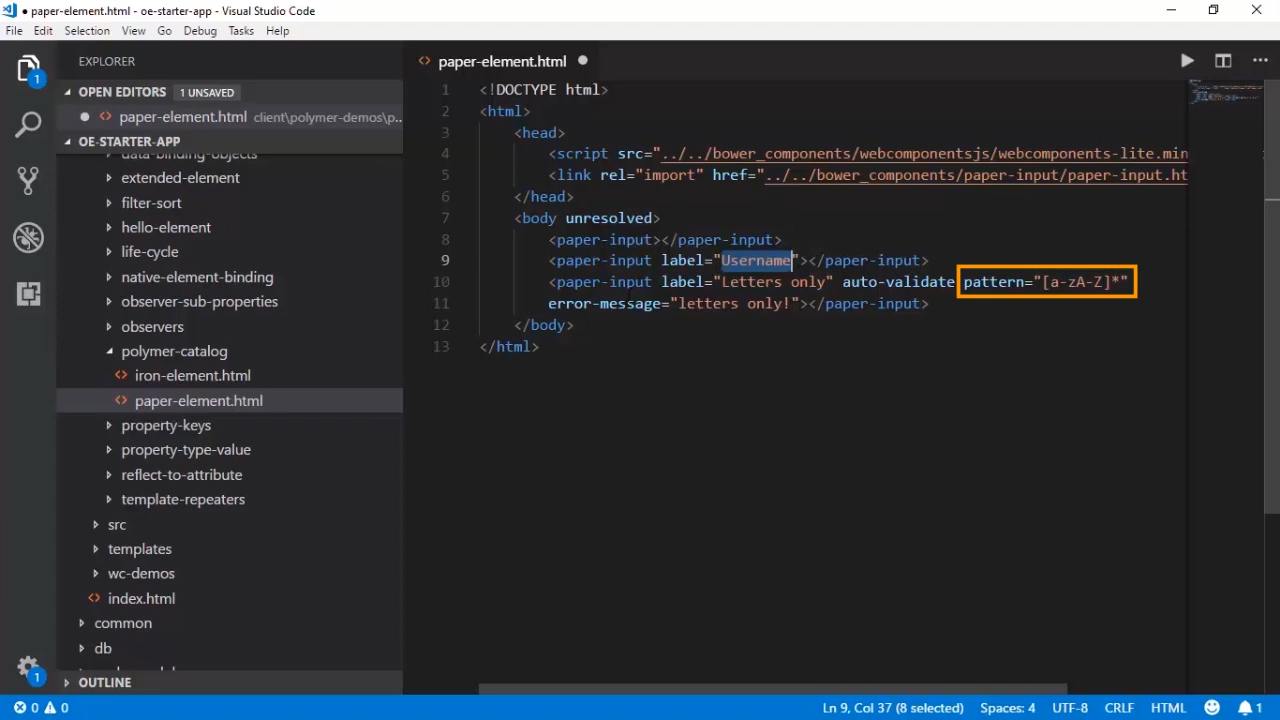 ● paper-element.html - oe-starter-app - Visual Studio Code
File Edit Selection View Go Debug Tasks Help
EXPLORER
OPEN EDITORS 1 UNSAVED
paper-element.html client\polymer-demos\p...
OE-STARTER-APP
data-binding-objects
extended-element
filter-sort
hello-element
life-cycle
native-element-binding
observer-sub-properties
observers
polymer-catalog
iron-element.html
paper-element.html
property-keys
property-type-value
reflect-to-attribute
template-repeaters
src
templates
wc-demos
index.html
common
db
OUTLINE
1
1
paper-element.html
1 <!DOCTYPE html>
2 <html>
3 <head>
4 <script src="../../bower_components/webcomponentsjs/webcomponents-lite.min
5 <link rel="import" href="../../bower_components/paper-input/paper-input.ht
6 </head>
7 <body unresolved>
8 <paper-input></paper-input>
9 <paper-input label="Username"></paper-input>
10 <paper-input label="Letters only" auto-validate pattern="[a-zA-Z]*"
11 error-message="letters only!"></paper-input>
12 </body>
13 </html>
0 0 Ln 9, Col 37 (8 selected) Spaces: 4 UTF-8 CRLF HTML 1